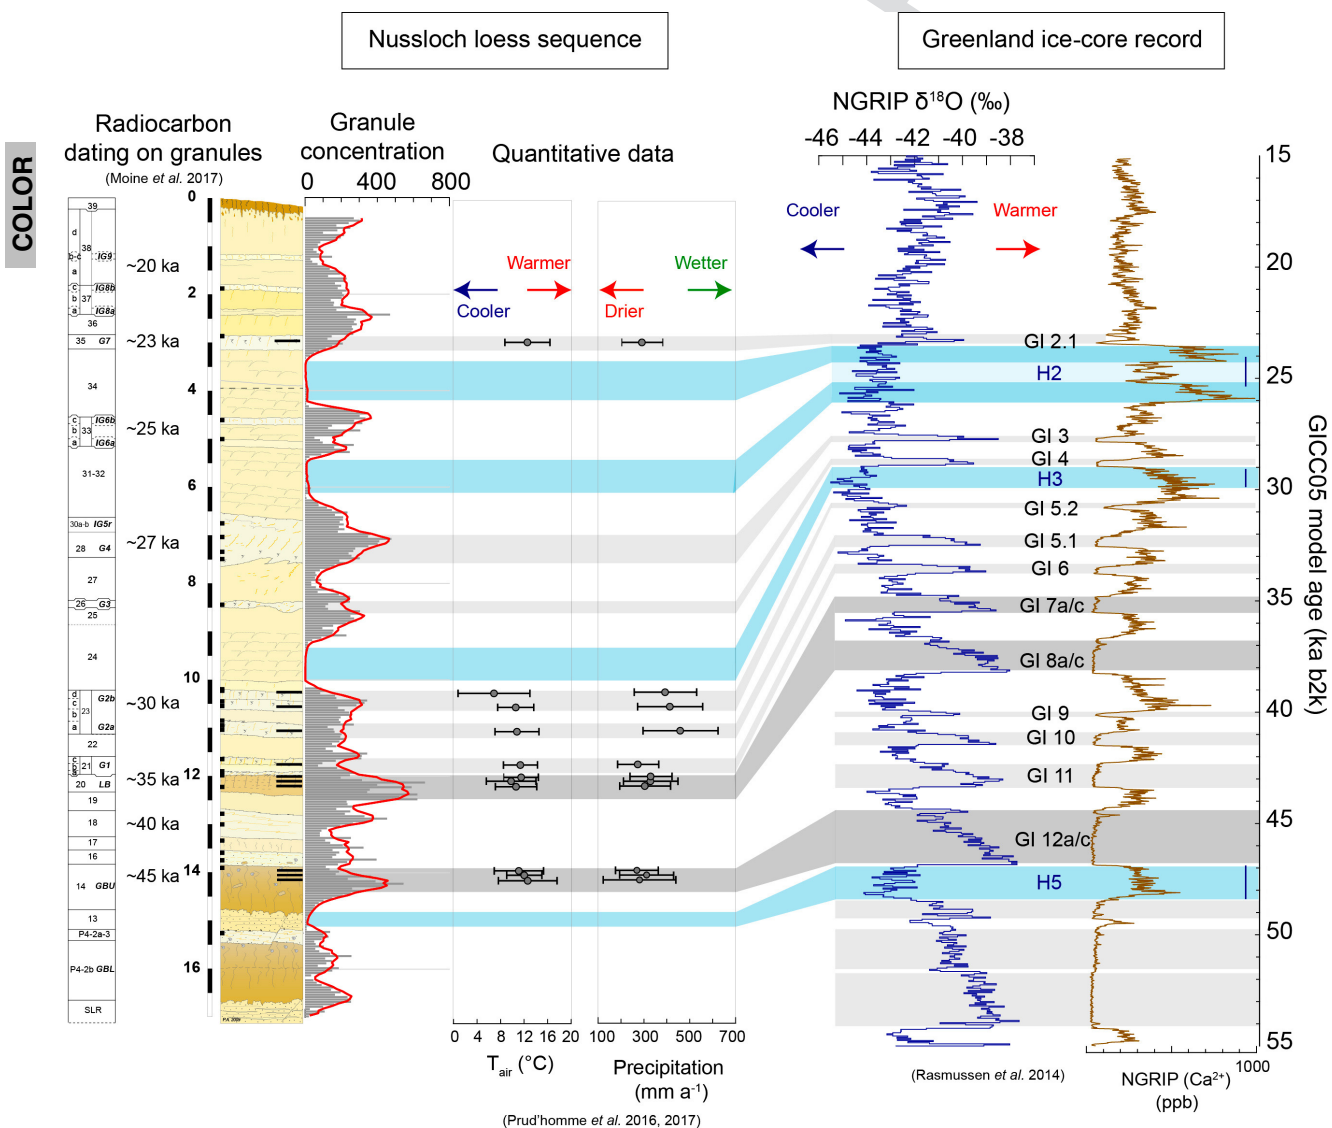 Nussloch loess sequence
Greenland ice-core record
COLOR
Radiocarbon
dating on granules
(Moine et al. 2017)
Granule
concentration
0 400 800
Quantitative data
NGRIP δ¹⁸O (‰)
-46 -44 -42 -40 -38
Cooler
Warmer
Warmer
Cooler
Wetter
Drier
0
2
4
6
8
10
12
14
16
~20 ka
~23 ka
~25 ka
~27 ka
~30 ka
~35 ka
~40 ka
~45 ka
39
d
38
b-c IG9
a
c IG8b
b 37
a IG8a
36
35 G7
34
c IG6b
b 33
a IG6a
31-32
30a-b IG5r
28 G4
27
26 G3
25
24
d G2b
c 23
b
a G2a
22
c
b 21 G1
20 LB
19
18
17
16
14 GBU
13
P4-2a-3
P4-2b GBL
SLR
GI 2.1
H2
GI 3
GI 4
H3
GI 5.2
GI 5.1
GI 6
GI 7a/c
GI 8a/c
GI 9
GI 10
GI 11
GI 12a/c
H5
15
20
25
30
35
40
45
50
55
GICC05 model age (ka b2k)
0 4 8 12 16 20
Tair (°C)
100 300 500 700
Precipitation
(mm a⁻¹)
(Prud'homme et al. 2016, 2017)
(Rasmussen et al. 2014)
1000
NGRIP (Ca²⁺)
(ppb)